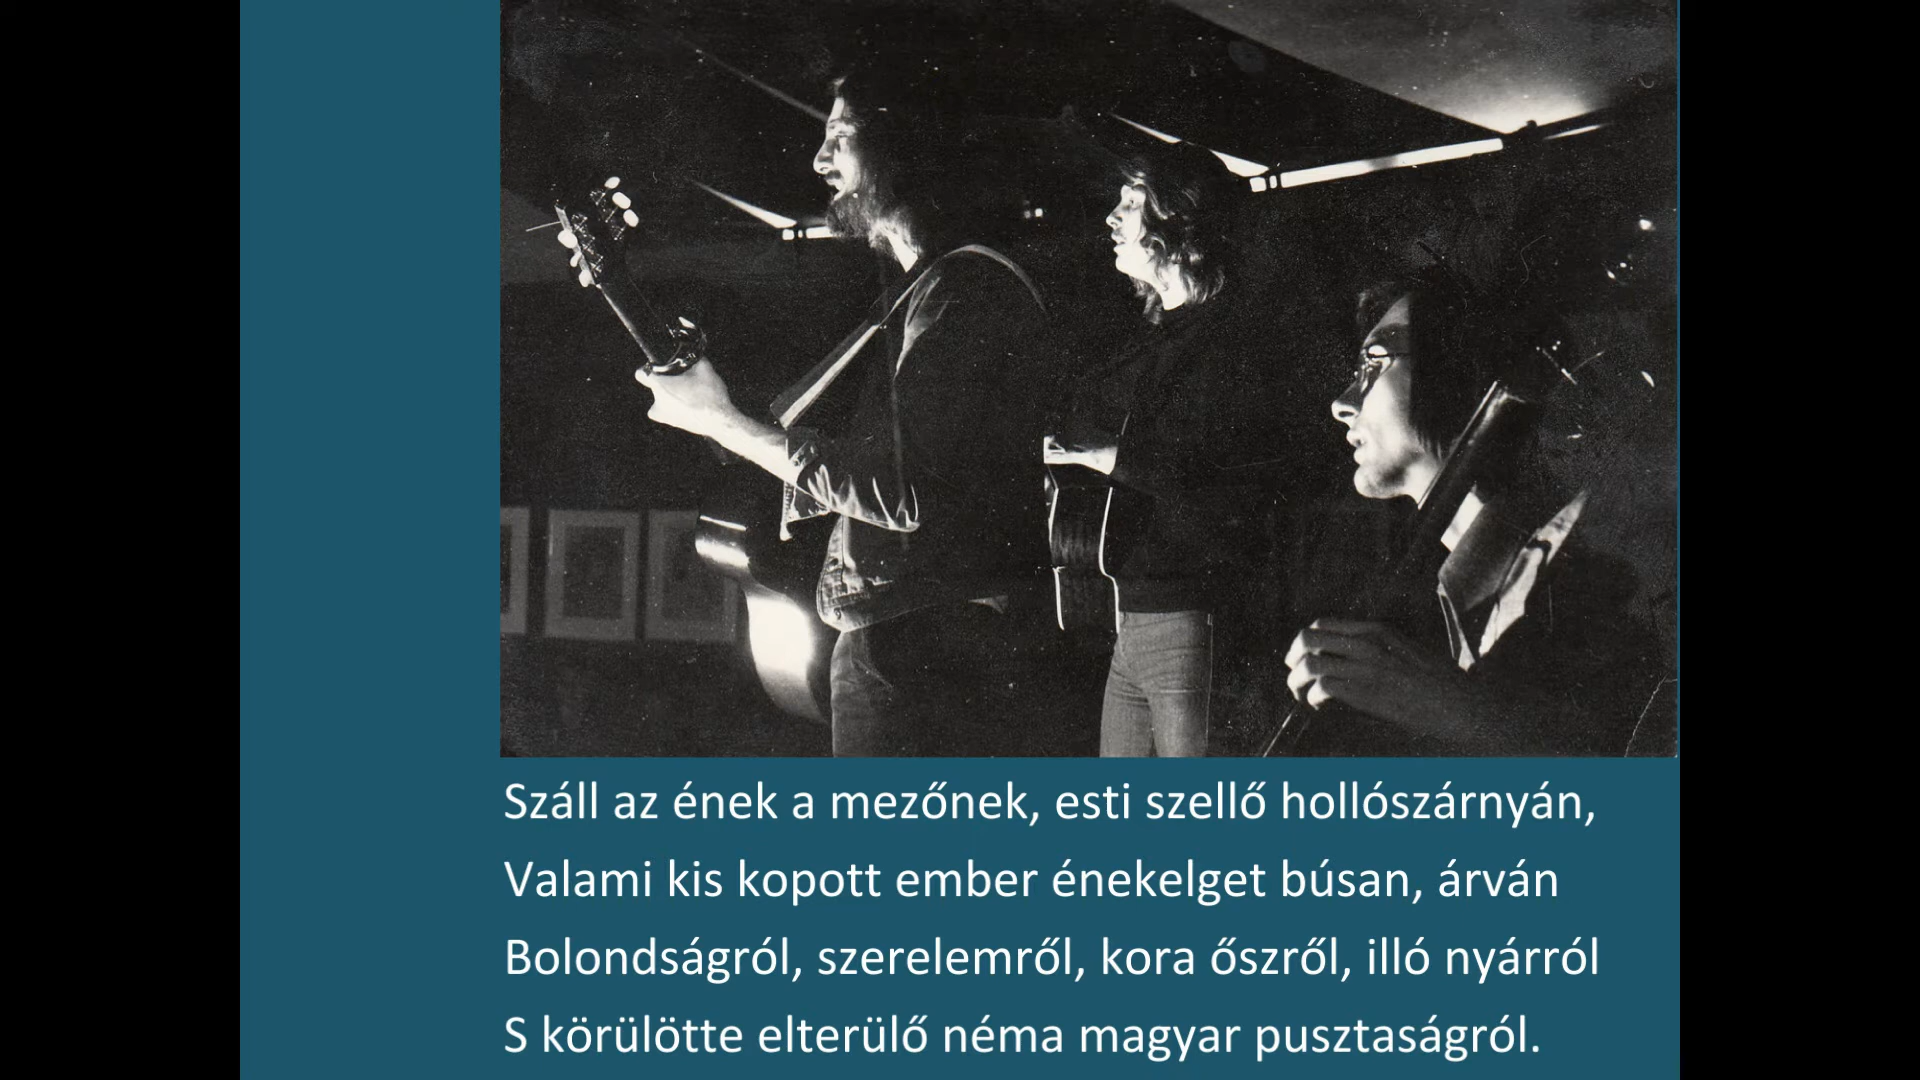 Száll az ének a mezőnek, esti szellő hollószárnyán,
Valami kis kopott ember énekelget búsan, árván
Bolondságról, szerelemről, kora őszről, illó nyárról
S körülötte elterülő néma magyar pusztaságról.